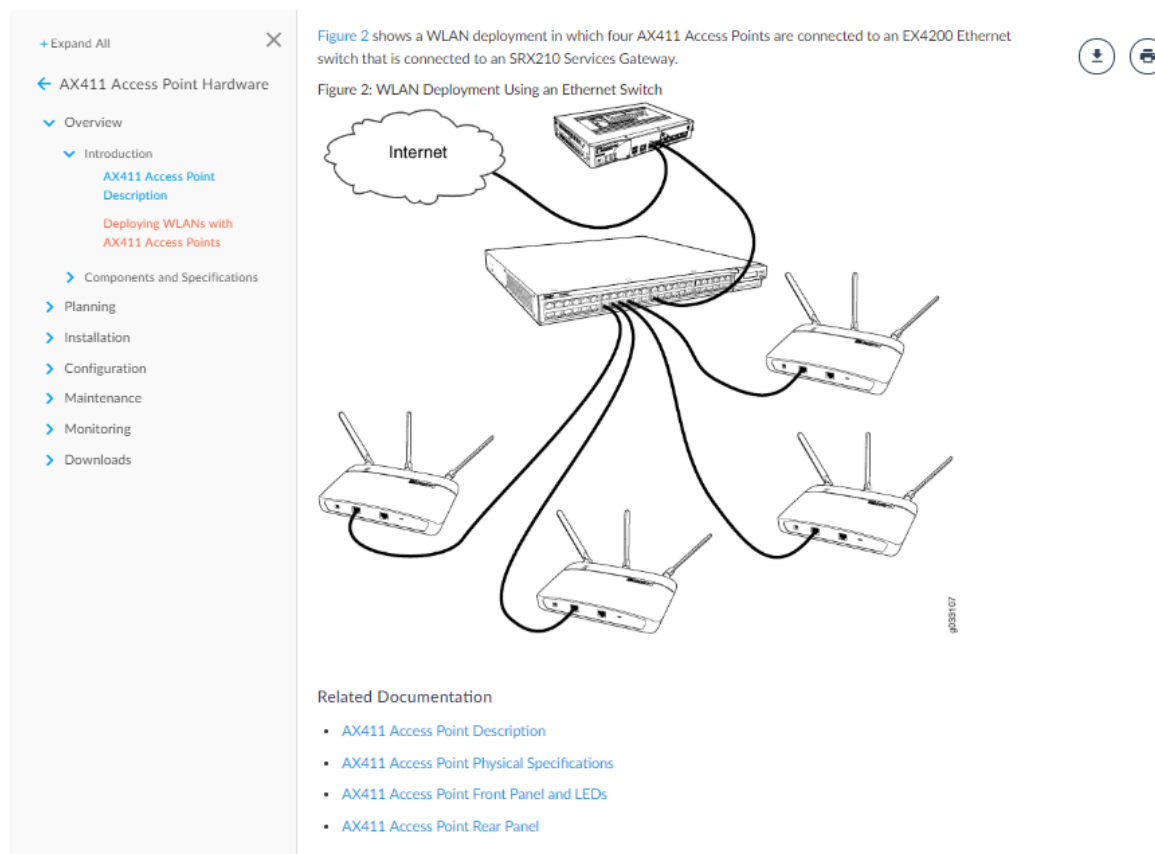 + Expand All
AX411 Access Point Hardware
Overview
Introduction
AX411 Access Point
Description
Deploying WLANs with
AX411 Access Points
Components and Specifications
Planning
Installation
Configuration
Maintenance
Monitoring
Downloads
Figure 2 shows a WLAN deployment in which four AX411 Access Points are connected to an EX4200 Ethernet
switch that is connected to an SRX210 Services Gateway.
Figure 2: WLAN Deployment Using an Ethernet Switch
Internet
g033107
Related Documentation
• AX411 Access Point Description
• AX411 Access Point Physical Specifications
• AX411 Access Point Front Panel and LEDs
• AX411 Access Point Rear Panel